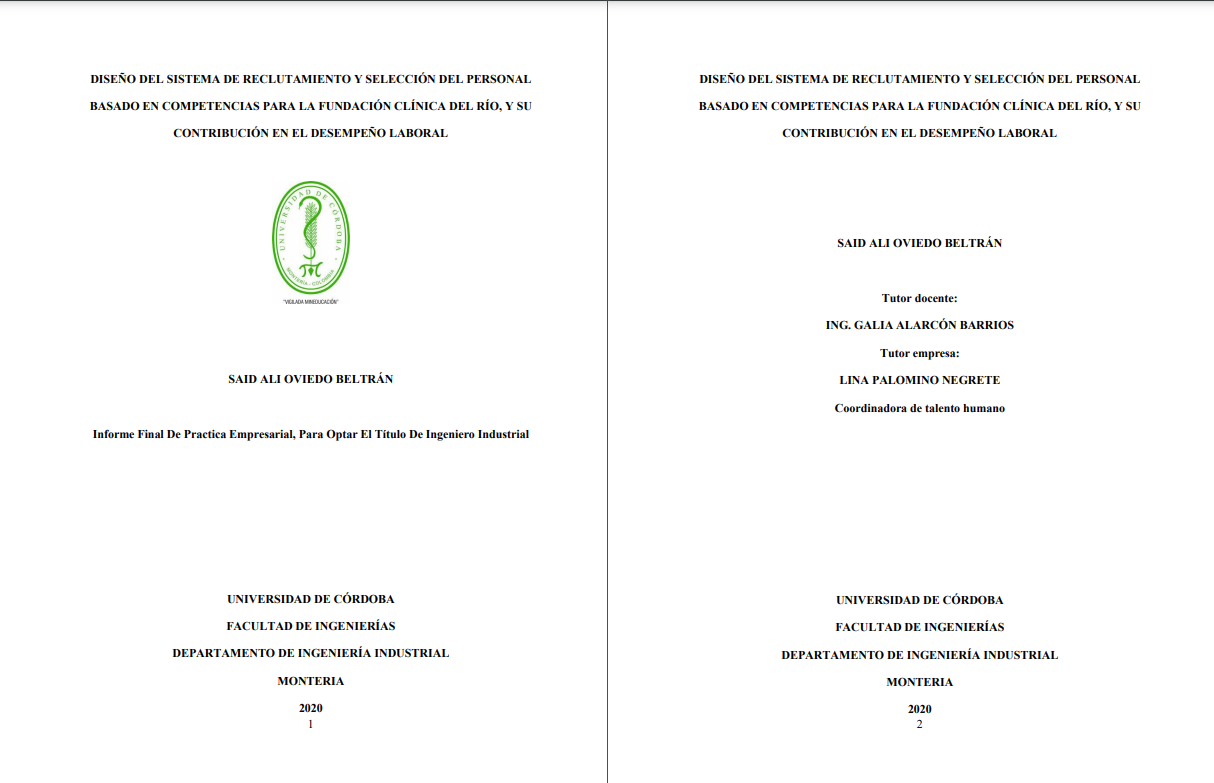 DISEÑO DEL SISTEMA DE RECLUTAMIENTO Y SELECCIÓN DEL PERSONAL
BASADO EN COMPETENCIAS PARA LA FUNDACIÓN CLÍNICA DEL RÍO, Y SU
CONTRIBUCIÓN EN EL DESEMPEÑO LABORAL
UNIVERSIDAD DE CÓRDOBA
MONTERÍA - COLOMBIA
"VIGILADA MINEDUCACIÓN"
SAID ALI OVIEDO BELTRÁN
Informe Final De Practica Empresarial, Para Optar El Título De Ingeniero Industrial
UNIVERSIDAD DE CÓRDOBA
FACULTAD DE INGENIERÍAS
DEPARTAMENTO DE INGENIERÍA INDUSTRIAL
MONTERIA
2020
1
DISEÑO DEL SISTEMA DE RECLUTAMIENTO Y SELECCIÓN DEL PERSONAL
BASADO EN COMPETENCIAS PARA LA FUNDACIÓN CLÍNICA DEL RÍO, Y SU
CONTRIBUCIÓN EN EL DESEMPEÑO LABORAL
SAID ALI OVIEDO BELTRÁN
Tutor docente:
ING. GALIA ALARCÓN BARRIOS
Tutor empresa:
LINA PALOMINO NEGRETE
Coordinadora de talento humano
UNIVERSIDAD DE CÓRDOBA
FACULTAD DE INGENIERÍAS
DEPARTAMENTO DE INGENIERÍA INDUSTRIAL
MONTERIA
2020
2